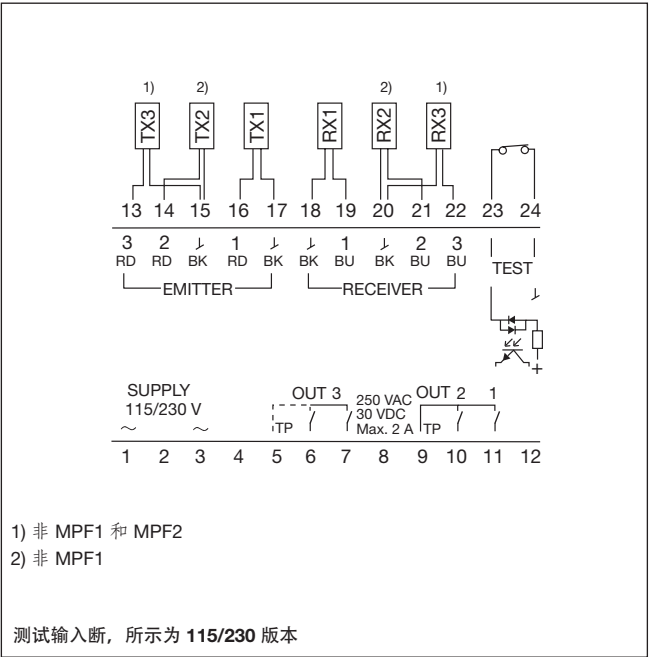 1) 2) 2) 1)
TX3 TX2 TX1 RX1 RX2 RX3
13 14 15 16 17 18 19 20 21 22 23 24
3 2 1 1 2 3
RD RD BK RD BK BK BU BK BU BU
TEST
EMITTER RECEIVER
+
SUPPLY
115/230 V
OUT 3 OUT 2 1
250 VAC
30 VDC
Max. 2 A
~ ~ TP TP
1 2 3 4 5 6 7 8 9 10 11 12
1) 非 MPF1 和 MPF2
2) 非 MPF1
测试输入断，所示为 115/230 版本